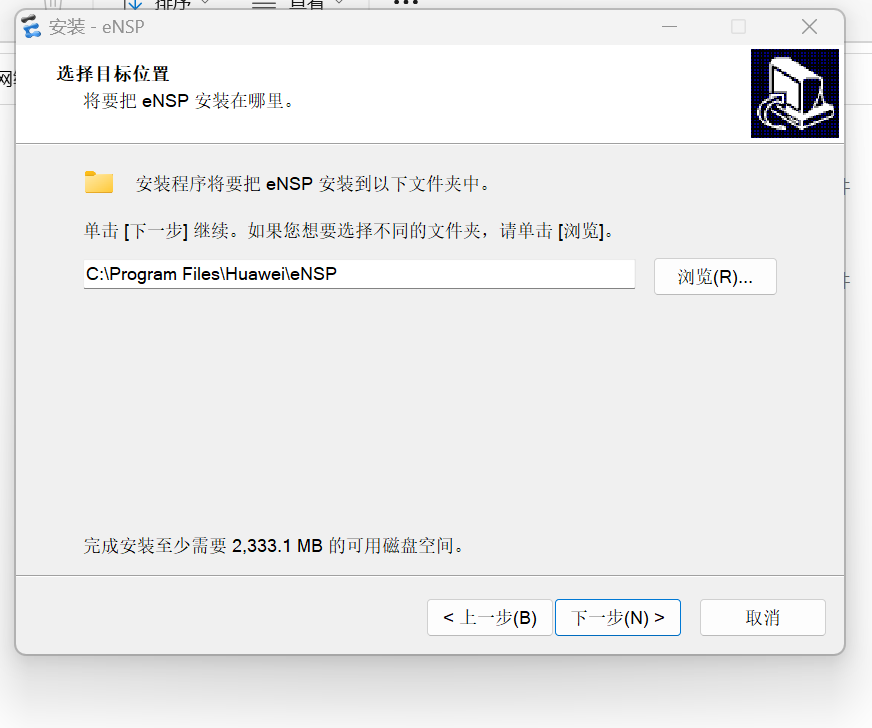 排序
查看
安装 - eNSP
选择目标位置
将要把 eNSP 安装在哪里。
安装程序将要把 eNSP 安装到以下文件夹中。
单击 [下一步] 继续。如果您想要选择不同的文件夹，请单击 [浏览]。
C:\Program Files\Huawei\eNSP
浏览(R)...
完成安装至少需要 2,333.1 MB 的可用磁盘空间。
< 上一步(B)
下一步(N) >
取消